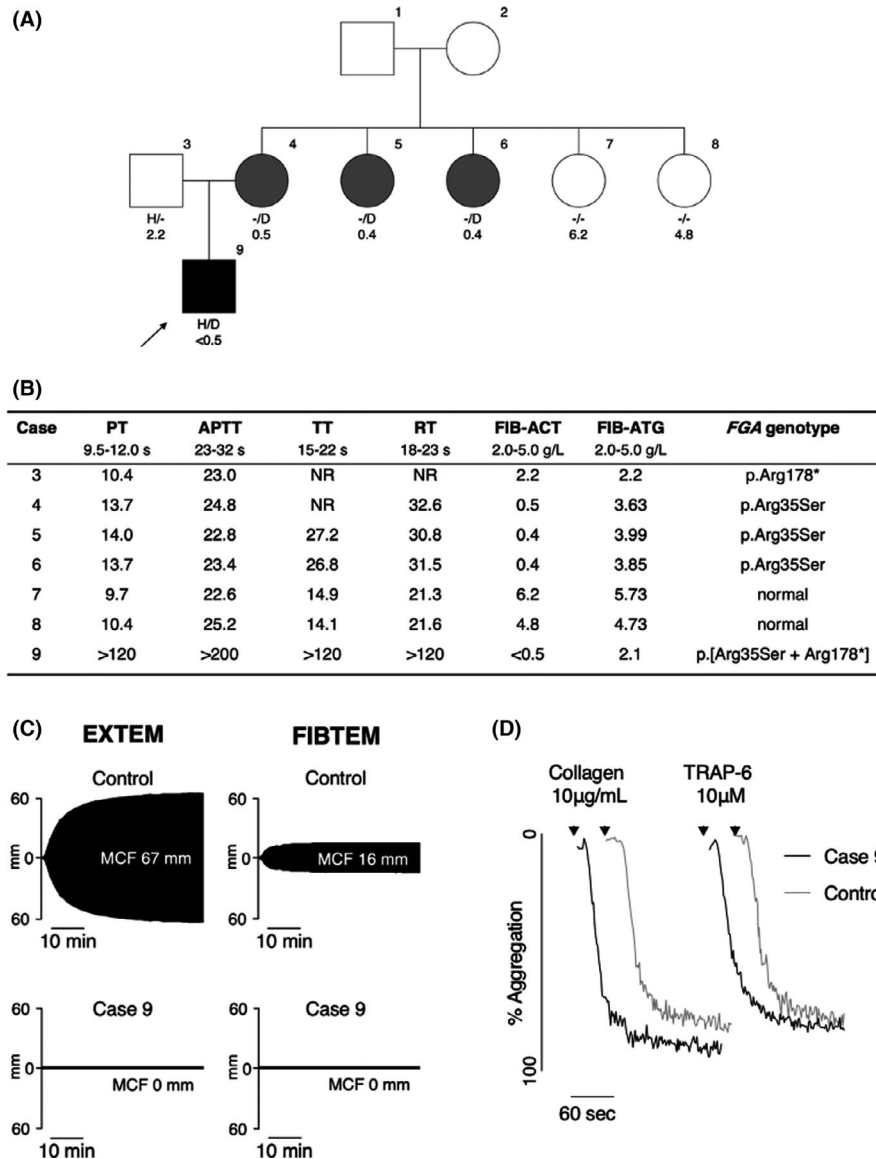 (A)
1
2
3
4
5
6
7
8
H/-
-/D
-/D
-/D
-/-
-/-
2.2
0.5
0.4
0.4
6.2
4.8
9
H/D
<0.5
(B)
Case PT APTT TT RT FIB-ACT FIB-ATG FGA genotype
9.5-12.0 s 23-32 s 15-22 s 18-23 s 2.0-5.0 g/L 2.0-5.0 g/L
3 10.4 23.0 NR NR 2.2 2.2 p.Arg178*
4 13.7 24.8 NR 32.6 0.5 3.63 p.Arg35Ser
5 14.0 22.8 27.2 30.8 0.4 3.99 p.Arg35Ser
6 13.7 23.4 26.8 31.5 0.4 3.85 p.Arg35Ser
7 9.7 22.6 14.9 21.3 6.2 5.73 normal
8 10.4 25.2 14.1 21.6 4.8 4.73 normal
9 >120 >200 >120 >120 <0.5 2.1 p.[Arg35Ser + Arg178*]
(C)
EXTEM
FIBTEM
Control
Control
60
mm
0
60
MCF 67 mm
10 min
60
mm
0
60
MCF 16 mm
10 min
Case 9
60
mm
0
60
MCF 0 mm
10 min
Case 9
60
mm
0
60
MCF 0 mm
10 min
(D)
Collagen
10µg/mL
TRAP-6
10µM
0
% Aggregation
100
Case 9
Contro
60 sec